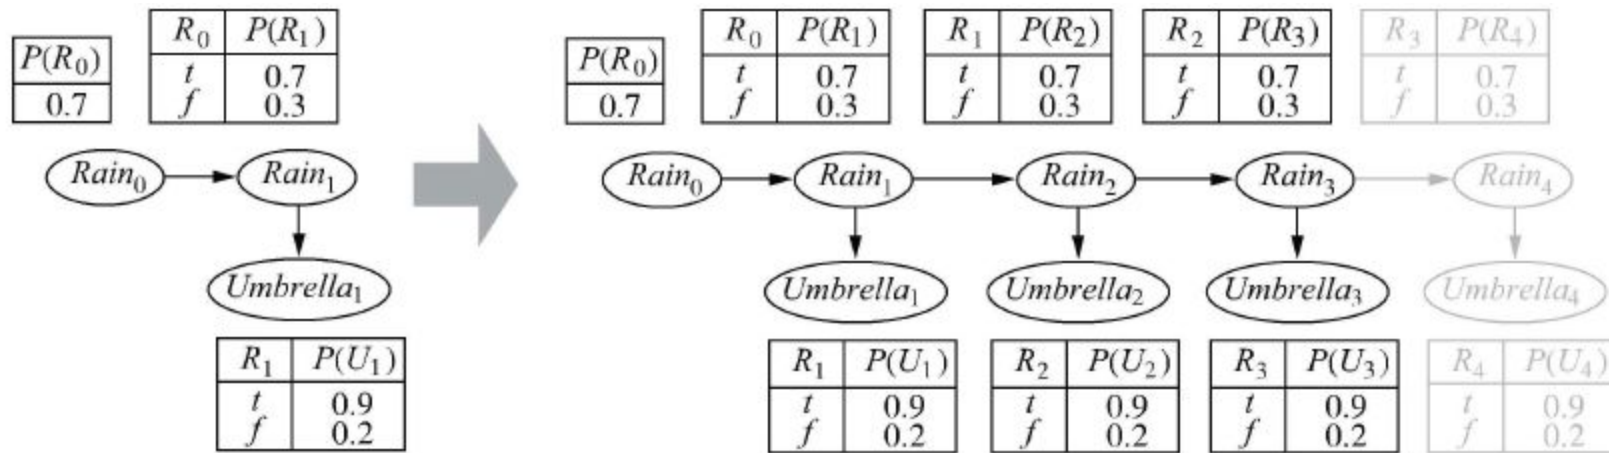 P(R₀)
0.7
R₀ P(R₁)
t 0.7
f 0.3
Rain₀
Rain₁
Umbrella₁
R₁ P(U₁)
t 0.9
f 0.2
P(R₀)
0.7
R₀ P(R₁)
t 0.7
f 0.3
R₁ P(R₂)
t 0.7
f 0.3
R₂ P(R₃)
t 0.7
f 0.3
R₃ P(R₄)
t 0.7
f 0.3
Rain₀
Rain₁
Rain₂
Rain₃
Rain₄
Umbrella₁
Umbrella₂
Umbrella₃
Umbrella₄
R₁ P(U₁)
t 0.9
f 0.2
R₂ P(U₂)
t 0.9
f 0.2
R₃ P(U₃)
t 0.9
f 0.2
R₄ P(U₄)
t 0.9
f 0.2